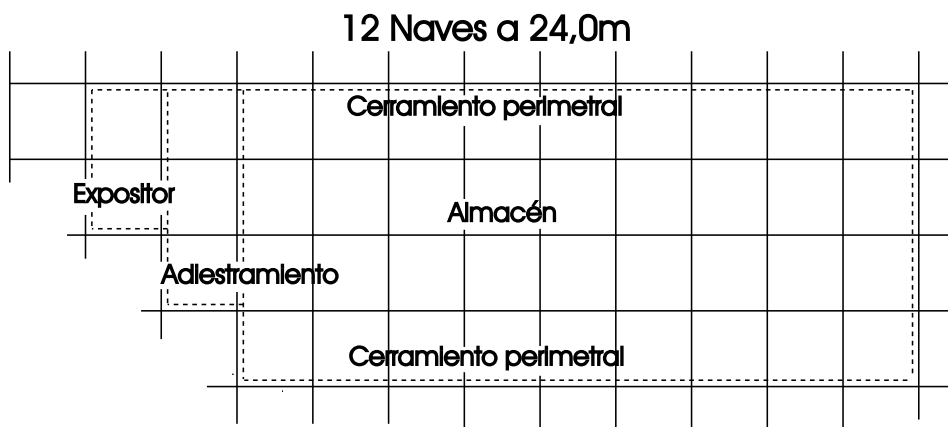 12 Naves a 24,0m
Cerramiento perimetral
Expositor
Almacén
Adiestramiento
Cerramiento perimetral